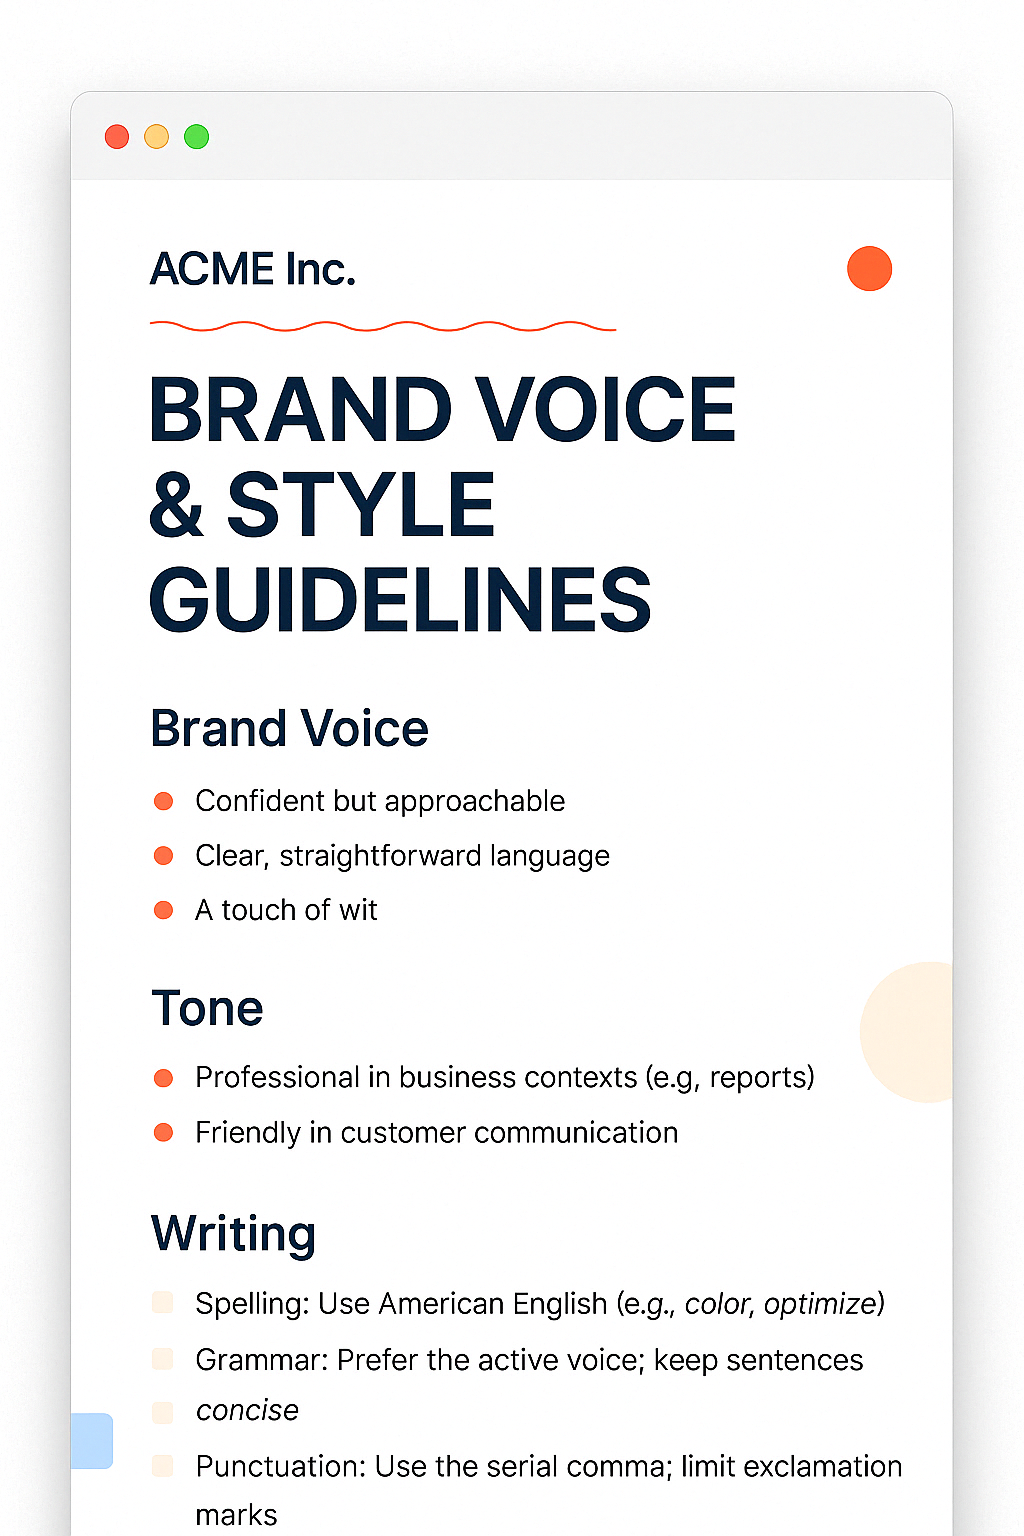 ACME Inc.
BRAND VOICE
& STYLE
GUIDELINES
Brand Voice
Confident but approachable
Clear, straightforward language
A touch of wit
Tone
Professional in business contexts (e.g, reports)
Friendly in customer communication
Writing
Spelling: Use American English (e.g., color, optimize)
Grammar: Prefer the active voice; keep sentences
concise
Punctuation: Use the serial comma; limit exclamation
marks